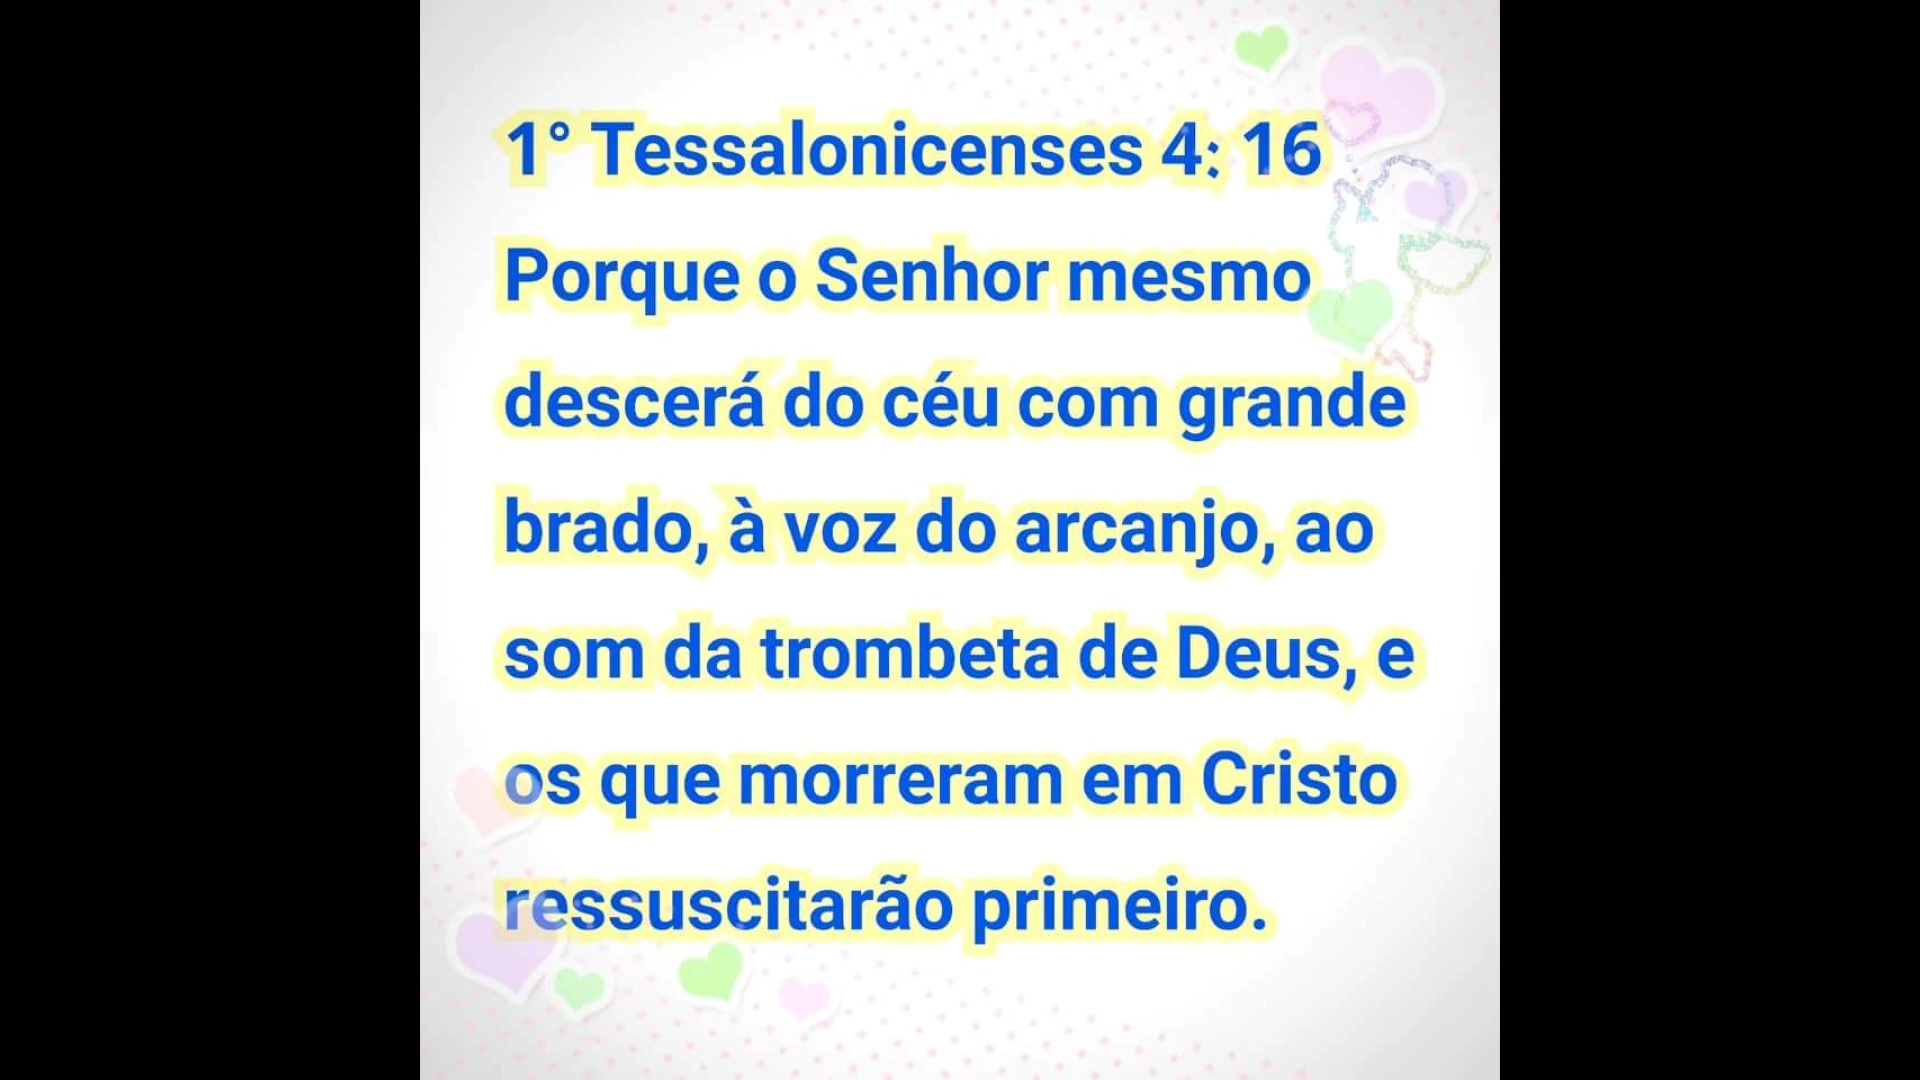 1° Tessalonicenses 4: 16
Porque o Senhor mesmo
descerá do céu com grande
brado, à voz do arcanjo, ao
som da trombeta de Deus, e
os que morreram em Cristo
ressuscitarão primeiro.